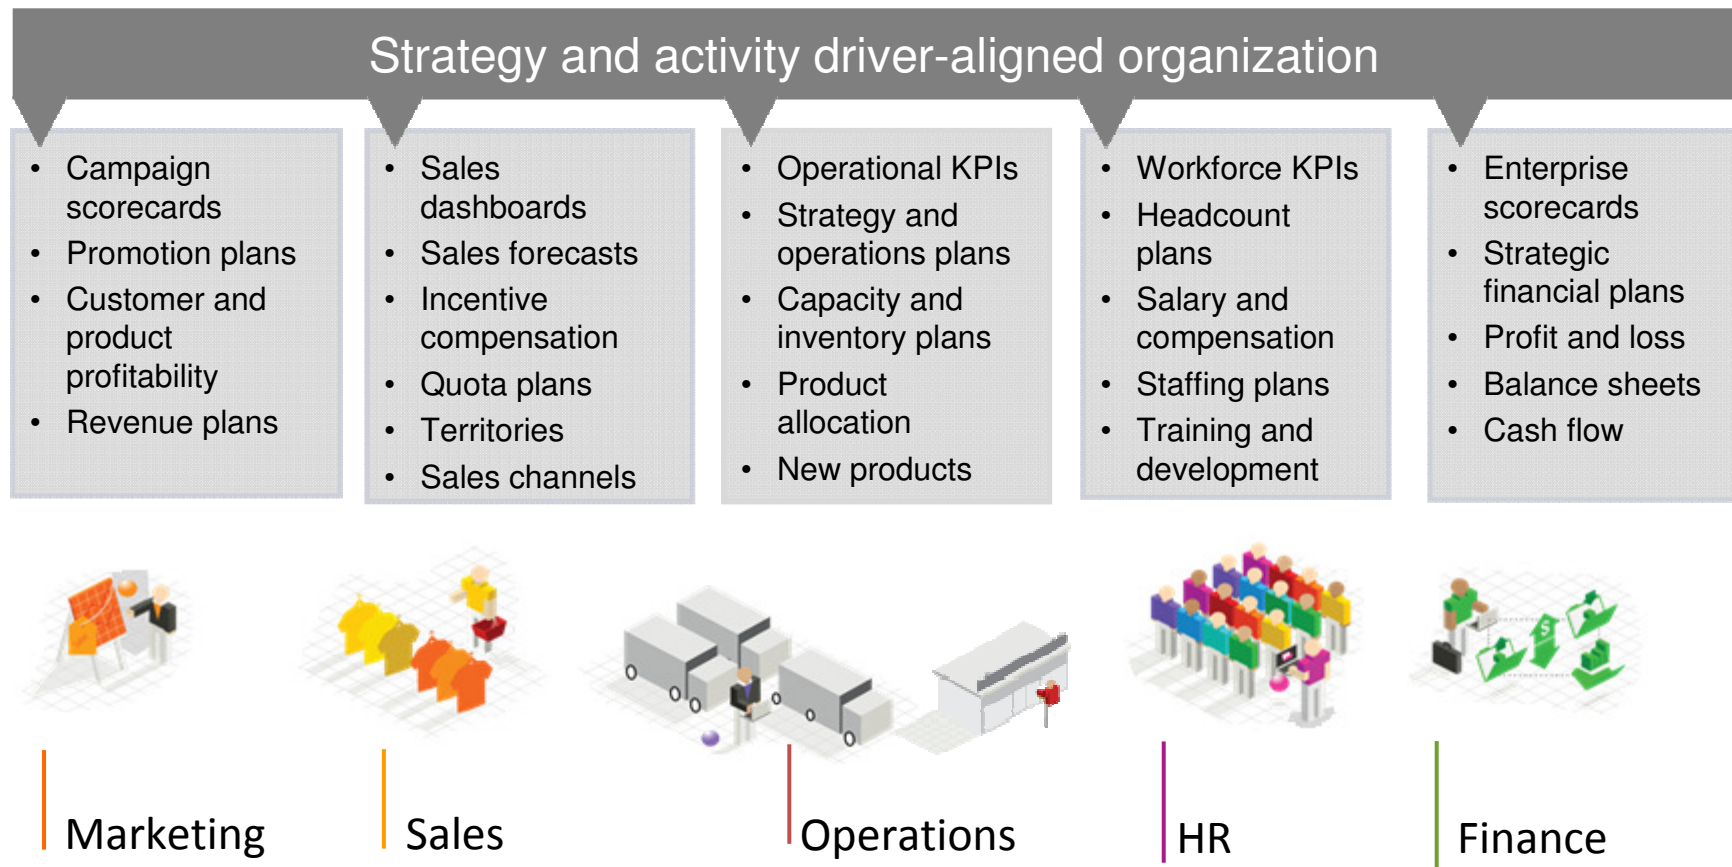 Strategy and activity driver-aligned organization
• Campaign
scorecards
• Promotion plans
• Customer and
product
profitability
• Revenue plans
• Sales
dashboards
• Sales forecasts
• Incentive
compensation
• Quota plans
• Territories
• Sales channels
• Operational KPIs
• Strategy and
operations plans
• Capacity and
inventory plans
• Product
allocation
• New products
• Workforce KPIs
• Headcount
plans
• Salary and
compensation
• Staffing plans
• Training and
development
• Enterprise
scorecards
• Strategic
financial plans
• Profit and loss
• Balance sheets
• Cash flow
$
Marketing
Sales
Operations
HR
Finance